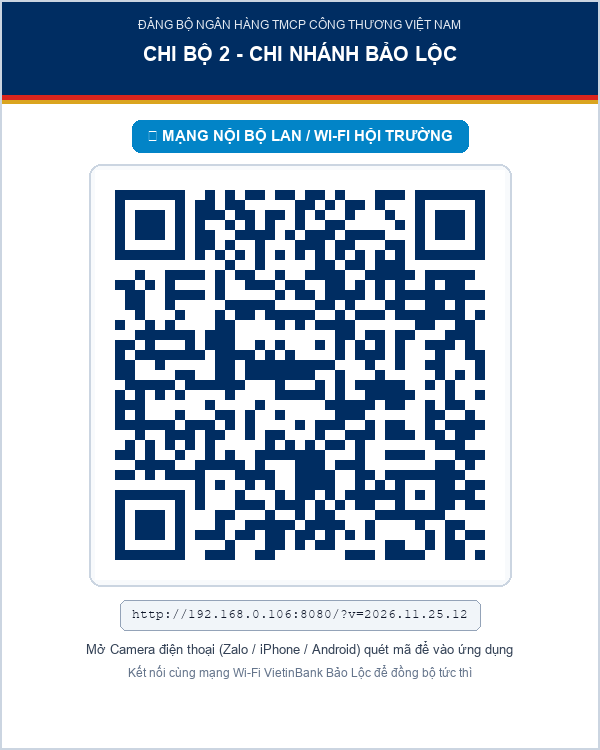 ĐẢNG BỘ NGÂN HÀNG TMCP CÔNG THƯƠNG VIỆT NAM
CHI BỘ 2 - CHI NHÁNH BẢO LỘC
MẠNG NỘI BỘ LAN / WI-FI HỘI TRƯỜNG
http://192.168.0.106:8080/?v=2026.11.25.12
Mở Camera điện thoại (Zalo / iPhone / Android) quét mã để vào ứng dụng
Kết nối cùng mạng Wi-Fi VietinBank Bảo Lộc để đồng bộ tức thì